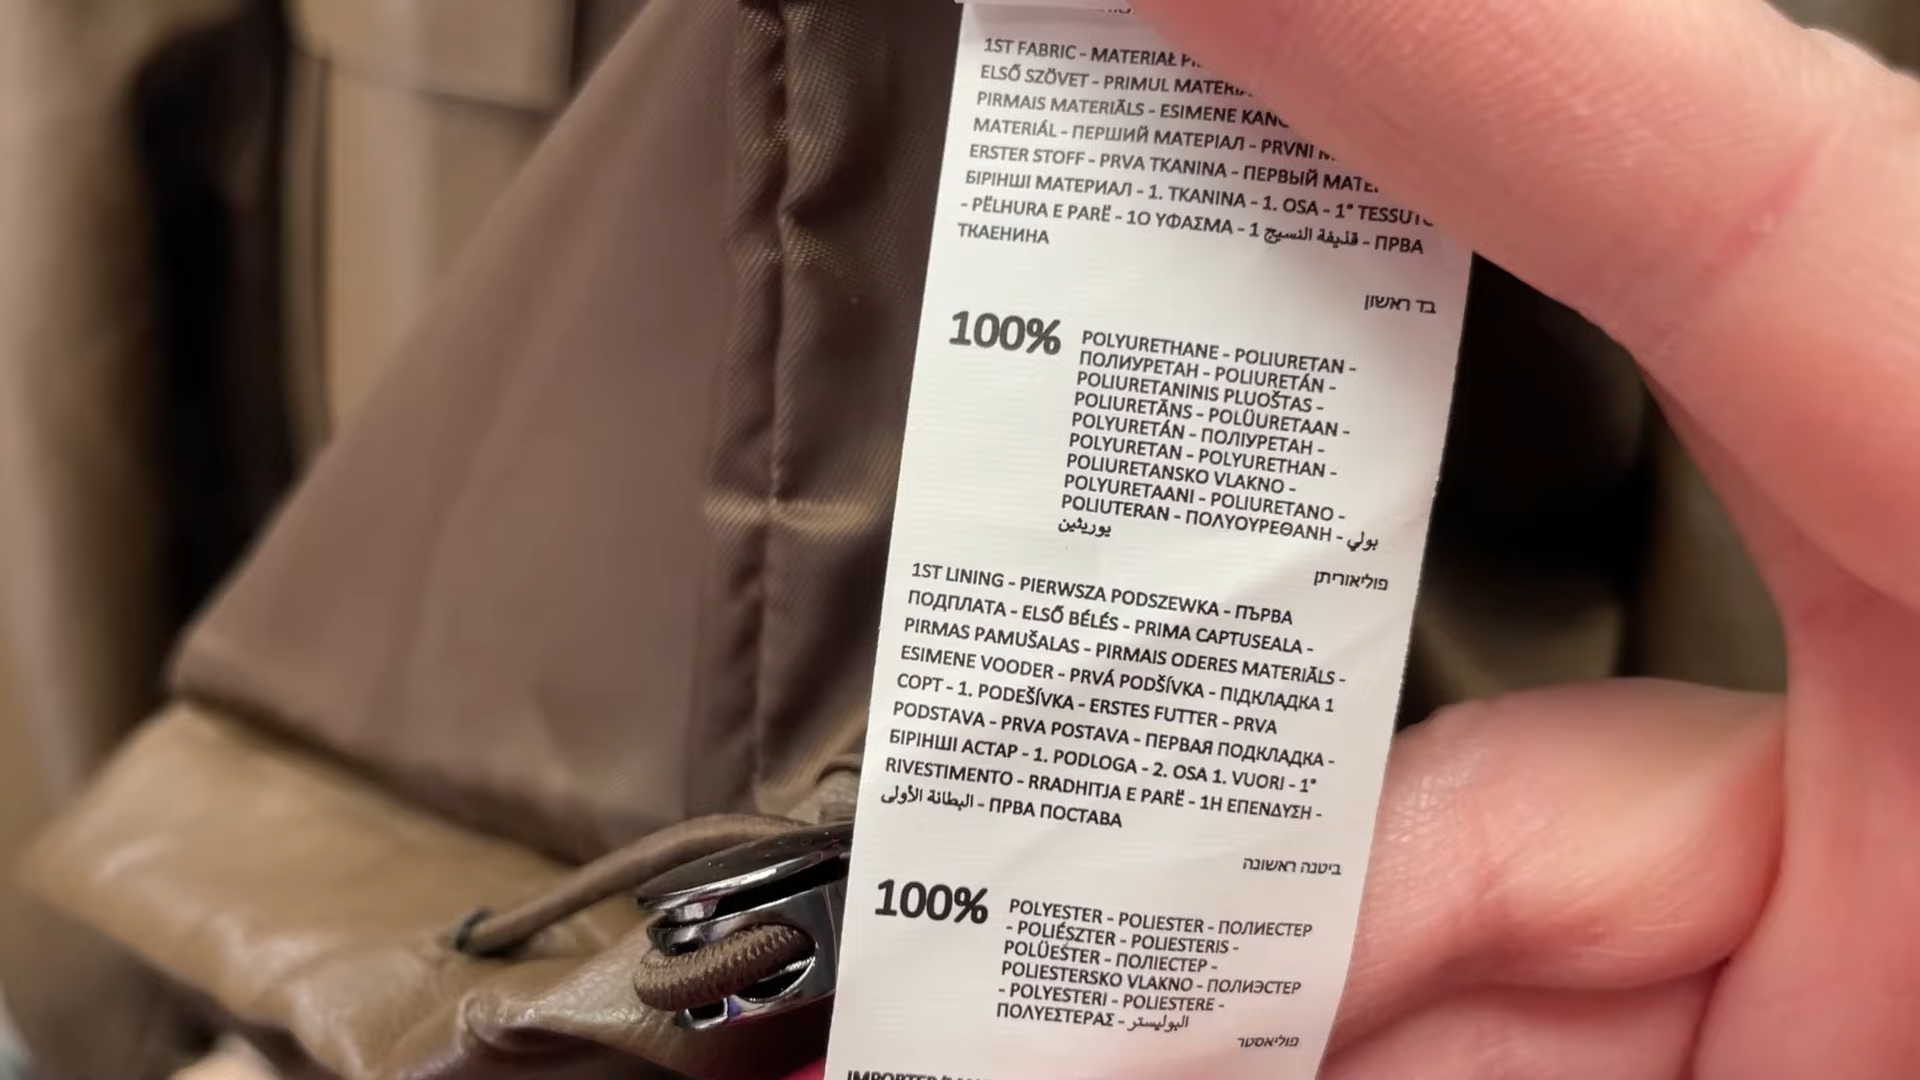 1ST FABRIC - MATERIAŁ
ELSŐ SZÖVET - PRIMUL
PIRMAIS MATERIĀLS - ESIMENE
MATERIÁL - ПЕРШИЙ МАТЕРІАЛ - PRVNI
ERSTER STOFF - PRVA TKANINA - ПЕРВЫЙ
БІРІНШІ МАТЕРИАЛ - 1. TKANINA - 1. OSA - 1° TESSUTO
- PËLHURA E PARË - 1Ο ΥΦΑΣΜΑ - قذيفة النسيج 1 - ПРВА
ТКАЕНИНА
בד ראשון
100% POLYURETHANE - POLIURETAN -
ПОЛИУРЕТАН - POLIURETÁN -
POLIURETANINIS PLUOŠTAS -
POLIURETĀNS - POLÜURETAAN -
POLYURETÁN - ПОЛІУРЕТАН -
POLYURETAN - POLYURETHAN -
POLIURETANSKO VLAKNO -
POLYURETAANI - POLIURETANO -
POLIUTERAN - ΠΟΛΥΟΥΡΕΘΑΝΗ - بولي
يوريثين
פוליאוריתן
1ST LINING - PIERWSZA PODSZEWKA - ПЪРВА
ПОДПЛАТА - ELSŐ BÉLÉS - PRIMA CAPTUSEALA -
PIRMAS PAMUŠALAS - PIRMAIS ODERES MATERIĀLS -
ESIMENE VOODER - PRVÁ PODŠÍVKA - ПІДКЛАДКА 1
СОРТ - 1. PODEŠÍVKA - ERSTES FUTTER - PRVA
PODSTAVA - PRVA POSTAVA - ПЕРВАЯ ПОДКЛАДКА -
БІРІНШІ АСТАР - 1. PODLOGA - 2. OSA 1. VUORI - 1°
RIVESTIMENTO - RRADHITJA E PARË - 1Η ΕΠΕΝΔΥΣΗ -
البطانة الأولى - ПРВА ПОСТАВА
ביטנה ראשונה
100% POLYESTER - POLIESTER - ПОЛИЕСТЕР
- POLIÉSZTER - POLIESTERIS -
POLÜESTER - ПОЛІЕСТЕР -
POLIESTERSKO VLAKNO - ПОЛИЭСТЕР
- POLYESTERI - POLIESTERE -
ΠΟΛΥΕΣΤΕΡΑΣ - البوليستر
פוליאסטר